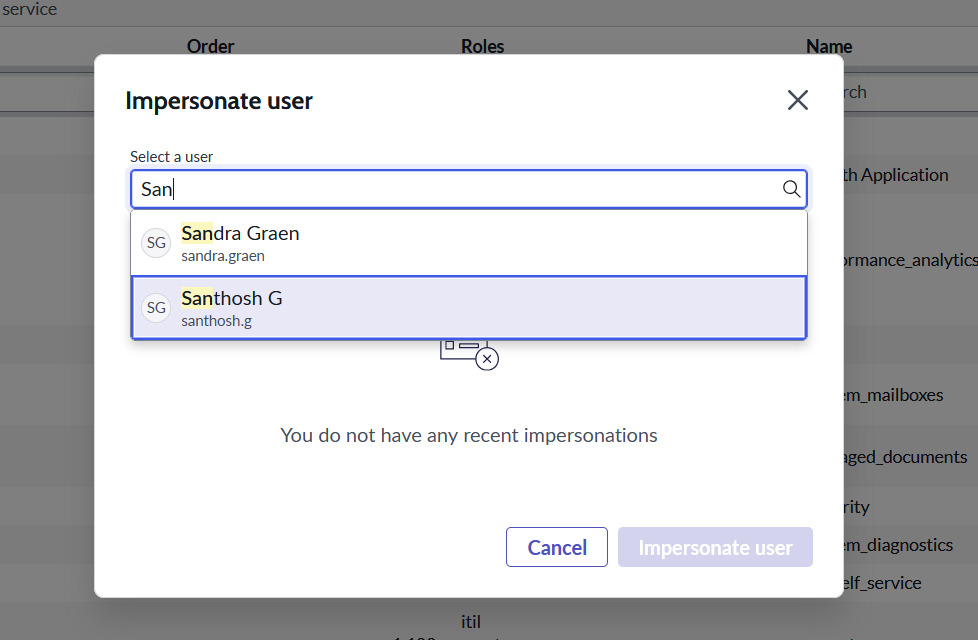 service
Order Roles Name
Impersonate user
rch
Select a user
San
th Application
SG
Sandra Graen
sandra.graen
ormance_analytics
SG
Santhosh G
santhosh.g
em_mailboxes
You do not have any recent impersonations
aged_documents
rity
Cancel Impersonate user
em_diagnostics
elf_service
itil